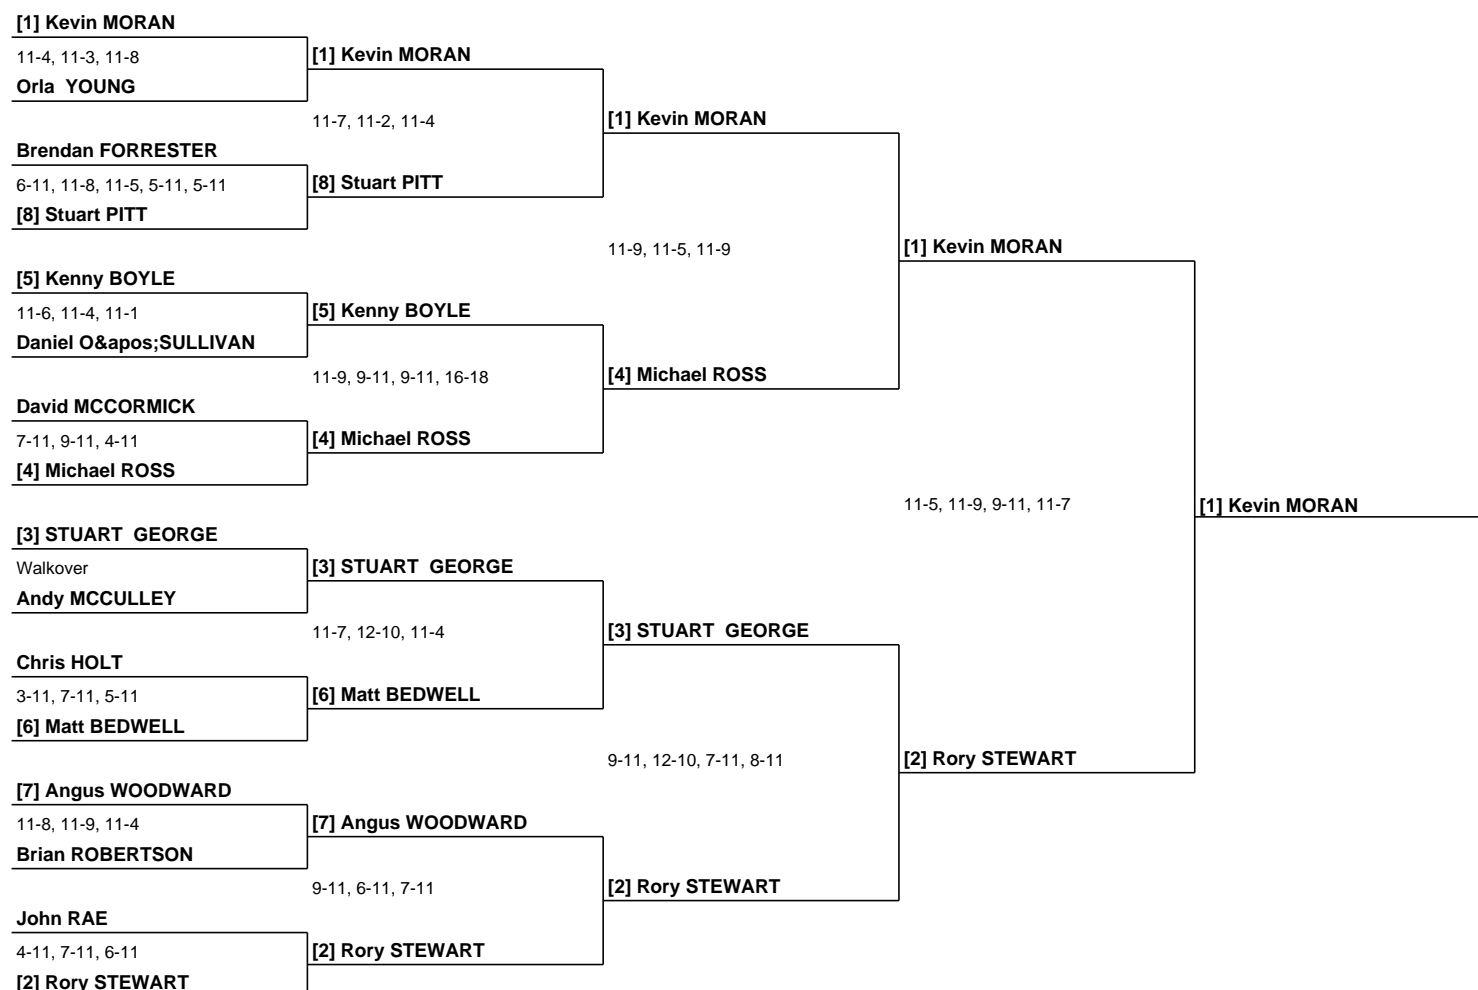 [1] Kevin MORAN
11-4, 11-3, 11-8
[1] Kevin MORAN
Orla  YOUNG
11-7, 11-2, 11-4
[1] Kevin MORAN
Brendan FORRESTER
6-11, 11-8, 11-5, 5-11, 5-11
[8] Stuart PITT
[8] Stuart PITT
11-9, 11-5, 11-9
[1] Kevin MORAN
[5] Kenny BOYLE
11-6, 11-4, 11-1
[5] Kenny BOYLE
Daniel O&apos;SULLIVAN
11-9, 9-11, 9-11, 16-18
[4] Michael ROSS
David MCCORMICK
7-11, 9-11, 4-11
[4] Michael ROSS
[4] Michael ROSS
11-5, 11-9, 9-11, 11-7
[1] Kevin MORAN
[3] STUART  GEORGE
Walkover
[3] STUART  GEORGE
Andy MCCULLEY
11-7, 12-10, 11-4
[3] STUART  GEORGE
Chris HOLT
3-11, 7-11, 5-11
[6] Matt BEDWELL
[6] Matt BEDWELL
9-11, 12-10, 7-11, 8-11
[2] Rory STEWART
[7] Angus WOODWARD
11-8, 11-9, 11-4
[7] Angus WOODWARD
Brian ROBERTSON
9-11, 6-11, 7-11
[2] Rory STEWART
John RAE
4-11, 7-11, 6-11
[2] Rory STEWART
[2] Rory STEWART